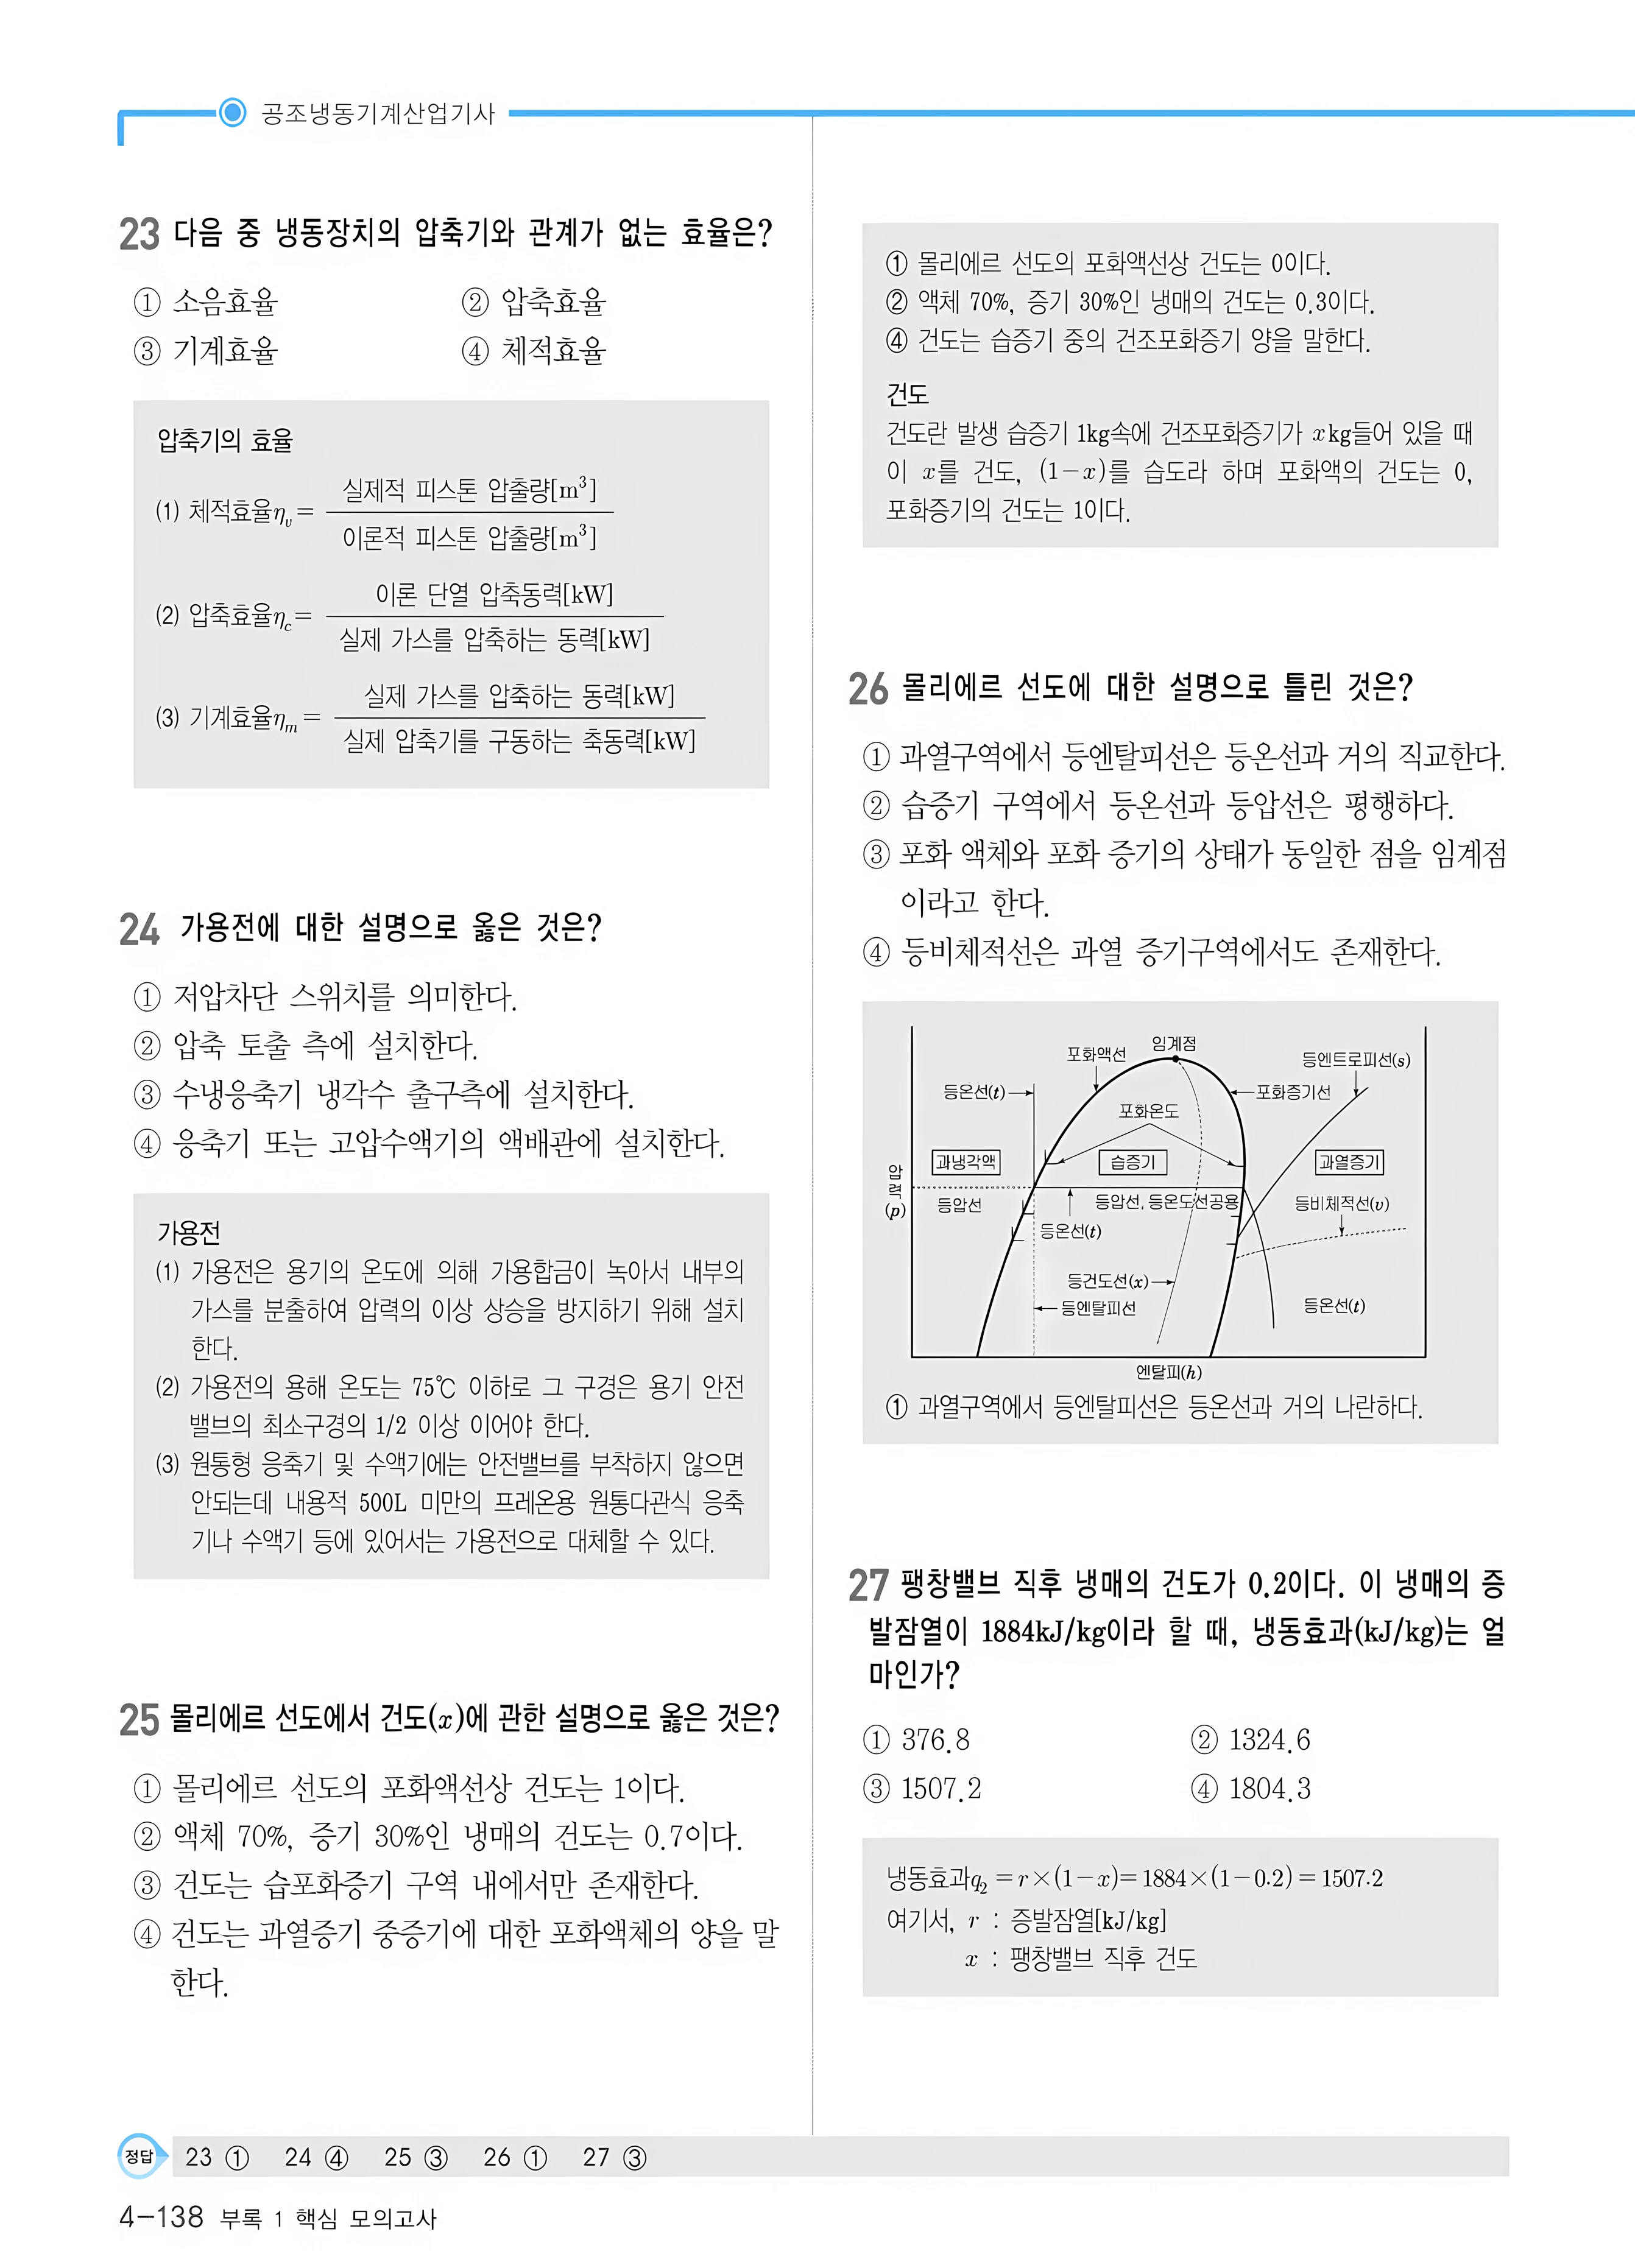 공조냉동기계산업기사
23 다음 중 냉동장치의 압축기와 관계가 없는 효율은?
① 소음효율 ② 압축효율
③ 기계효율 ④ 체적효율
압축기의 효율
(1) 체적효율η_v = 실제적 피스톤 압출량[m³] / 이론적 피스톤 압출량[m³]
(2) 압축효율η_c = 이론 단열 압축동력[kW] / 실제 가스를 압축하는 동력[kW]
(3) 기계효율η_m = 실제 가스를 압축하는 동력[kW] / 실제 압축기를 구동하는 축동력[kW]
24 가용전에 대한 설명으로 옳은 것은?
① 저압차단 스위치를 의미한다.
② 압축 토출 측에 설치한다.
③ 수냉응축기 냉각수 출구측에 설치한다.
④ 응축기 또는 고압수액기의 액배관에 설치한다.
가용전
(1) 가용전은 용기의 온도에 의해 가용합금이 녹아서 내부의
가스를 분출하여 압력의 이상 상승을 방지하기 위해 설치
한다.
(2) 가용전의 용해 온도는 75℃ 이하로 그 구경은 용기 안전
밸브의 최소구경의 1/2 이상 이어야 한다.
(3) 원통형 응축기 및 수액기에는 안전밸브를 부착하지 않으면
안되는데 내용적 500L 미만의 프레온용 원통다관식 응축
기나 수액기 등에 있어서는 가용전으로 대체할 수 있다.
25 몰리에르 선도에서 건도(x)에 관한 설명으로 옳은 것은?
① 몰리에르 선도의 포화액선상 건도는 1이다.
② 액체 70%, 증기 30%인 냉매의 건도는 0.7이다.
③ 건도는 습포화증기 구역 내에서만 존재한다.
④ 건도는 과열증기 중증기에 대한 포화액체의 양을 말
한다.
① 몰리에르 선도의 포화액선상 건도는 0이다.
② 액체 70%, 증기 30%인 냉매의 건도는 0.3이다.
④ 건도는 습증기 중의 건조포화증기 양을 말한다.
건도
건도란 발생 습증기 1kg속에 건조포화증기가 x kg들어 있을 때
이 x를 건도, (1-x)를 습도라 하며 포화액의 건도는 0,
포화증기의 건도는 1이다.
26 몰리에르 선도에 대한 설명으로 틀린 것은?
① 과열구역에서 등엔탈피선은 등온선과 거의 직교한다.
② 습증기 구역에서 등온선과 등압선은 평행하다.
③ 포화 액체와 포화 증기의 상태가 동일한 점을 임계점
이라고 한다.
④ 등비체적선은 과열 증기구역에서도 존재한다.
임계점
포화액선
등엔트로피선(s)
등온선(t)
포화증기선
포화온도
과냉각액
습증기
과열증기
압력(p)
등압선
등압선, 등온도선공용
등비체적선(v)
등온선(t)
등건도선(x)
등엔탈피선
등온선(t)
엔탈피(h)
① 과열구역에서 등엔탈피선은 등온선과 거의 나란하다.
27 팽창밸브 직후 냉매의 건도가 0.2이다. 이 냉매의 증
발잠열이 1884kJ/kg이라 할 때, 냉동효과(kJ/kg)는 얼
마인가?
① 376.8 ② 1324.6
③ 1507.2 ④ 1804.3
냉동효과q₂ = r×(1-x) = 1884×(1-0.2) = 1507.2
여기서, r : 증발잠열[kJ/kg]
x : 팽창밸브 직후 건도
정답 23 ① 24 ④ 25 ③ 26 ① 27 ③
4-138 부록 1 핵심 모의고사